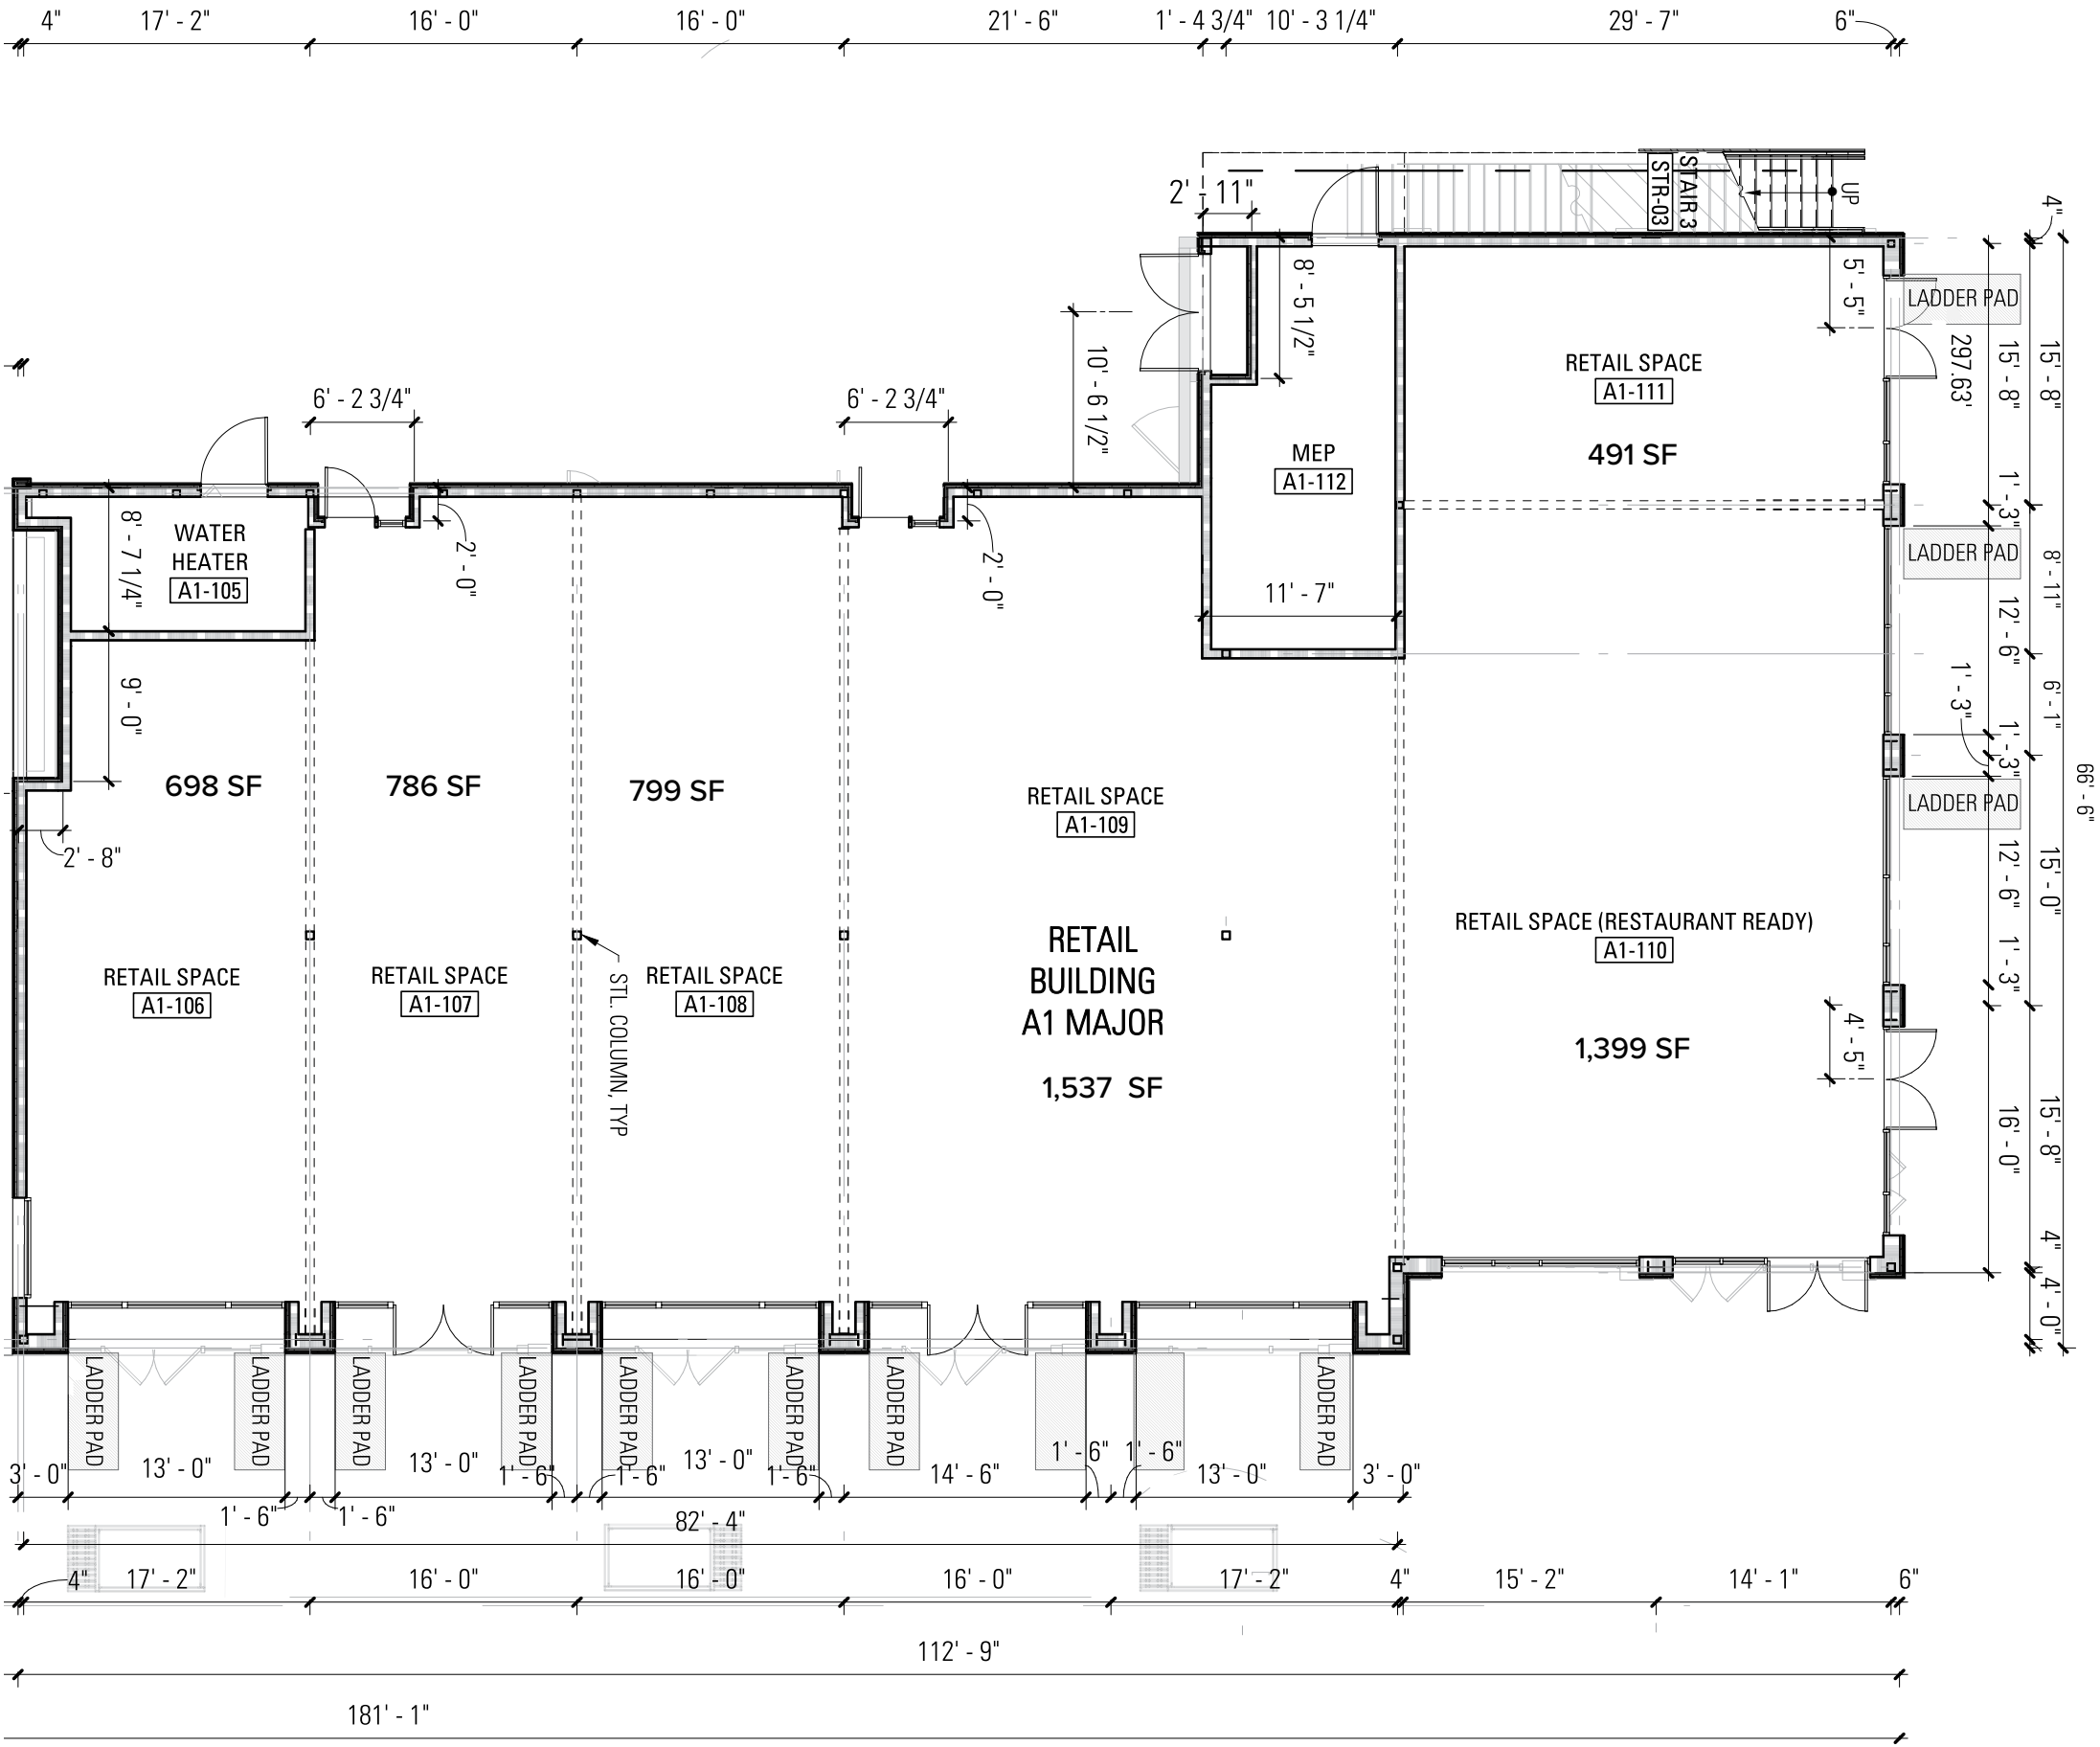 4" 17' - 2" 16' - 0" 16' - 0" 21' - 6" 1' - 4 3/4" 10' - 3 1/4" 29' - 7" 6"
STAIR 3
STR-03
UP
2' - 11"
4"
8' - 5 1/2"
5' - 5"
LADDER PAD
297.63'
15' - 8"
15' - 8"
10' - 6 1/2"
RETAIL SPACE
A1-111
491 SF
6' - 2 3/4"
6' - 2 3/4"
MEP
A1-112
1' - 3"
WATER
HEATER
A1-105
8' - 7 1/4"
2' - 0"
2' - 0"
11' - 7"
LADDER PAD
8' - 11"
12' - 6"
9' - 0"
1' - 3"
6' - 1"
1' - 3"
66' - 6"
698 SF
786 SF
799 SF
RETAIL SPACE
A1-109
LADDER PAD
2' - 8"
12' - 6"
15' - 0"
RETAIL SPACE (RESTAURANT READY)
A1-110
RETAIL
BUILDING
A1 MAJOR
1,537 SF
1' - 3"
RETAIL SPACE
A1-106
RETAIL SPACE
A1-107
RETAIL SPACE
A1-108
STL. COLUMN, TYP
1,399 SF
4' - 5"
16' - 0"
15' - 8"
4"
4' - 0"
LADDER PAD
LADDER PAD
LADDER PAD
LADDER PAD
LADDER PAD
LADDER PAD
LADDER PAD
LADDER PAD
3' - 0" 13' - 0" 13' - 0" 1' - 6" 1' - 6" 13' - 0" 1' - 6" 14' - 6" 1' - 6" 1' - 6" 13' - 0" 3' - 0"
1' - 6" 1' - 6"
82' - 4"
4" 17' - 2" 16' - 0" 16' - 0" 16' - 0" 17' - 2" 4" 15' - 2" 14' - 1" 6"
112' - 9"
181' - 1"